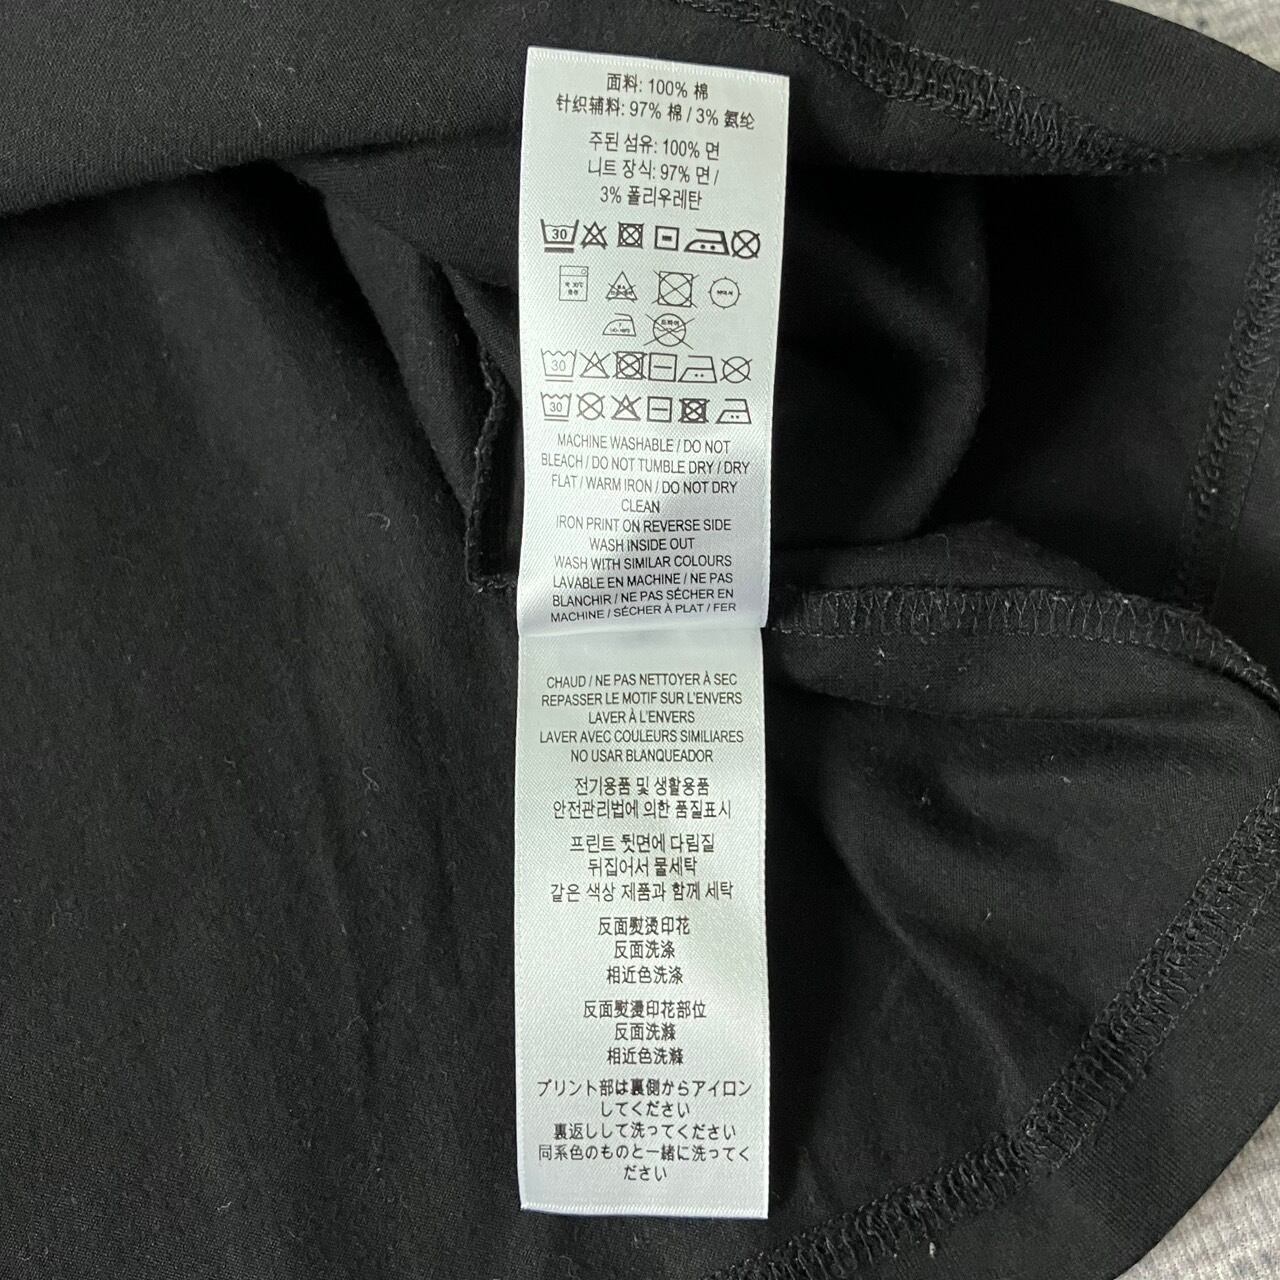 面料: 100% 棉
针织辅料: 97% 棉 / 3% 氨纶
주된 섬유: 100% 면
니트 장식: 97% 면 /
3% 폴리우레탄
30
약 30℃
중성
30
30
MACHINE WASHABLE / DO NOT
BLEACH / DO NOT TUMBLE DRY / DRY
FLAT / WARM IRON / DO NOT DRY
CLEAN
IRON PRINT ON REVERSE SIDE
WASH INSIDE OUT
WASH WITH SIMILAR COLOURS
LAVABLE EN MACHINE / NE PAS
BLANCHIR / NE PAS SÉCHER EN
MACHINE / SÉCHER À PLAT / FER
CHAUD / NE PAS NETTOYER À SEC
REPASSER LE MOTIF SUR L'ENVERS
LAVER À L'ENVERS
LAVER AVEC COULEURS SIMILIARES
NO USAR BLANQUEADOR
전기용품 및 생활용품
안전관리법에 의한 품질표시
프린트 뒷면에 다림질
뒤집어서 물세탁
같은 색상 제품과 함께 세탁
反面熨烫印花
反面洗涤
相近色洗涤
反面熨燙印花部位
反面洗滌
相近色洗滌
プリント部は裏側からアイロン
してください
裏返しして洗ってください
同系色のものと一緒に洗ってく
ださい